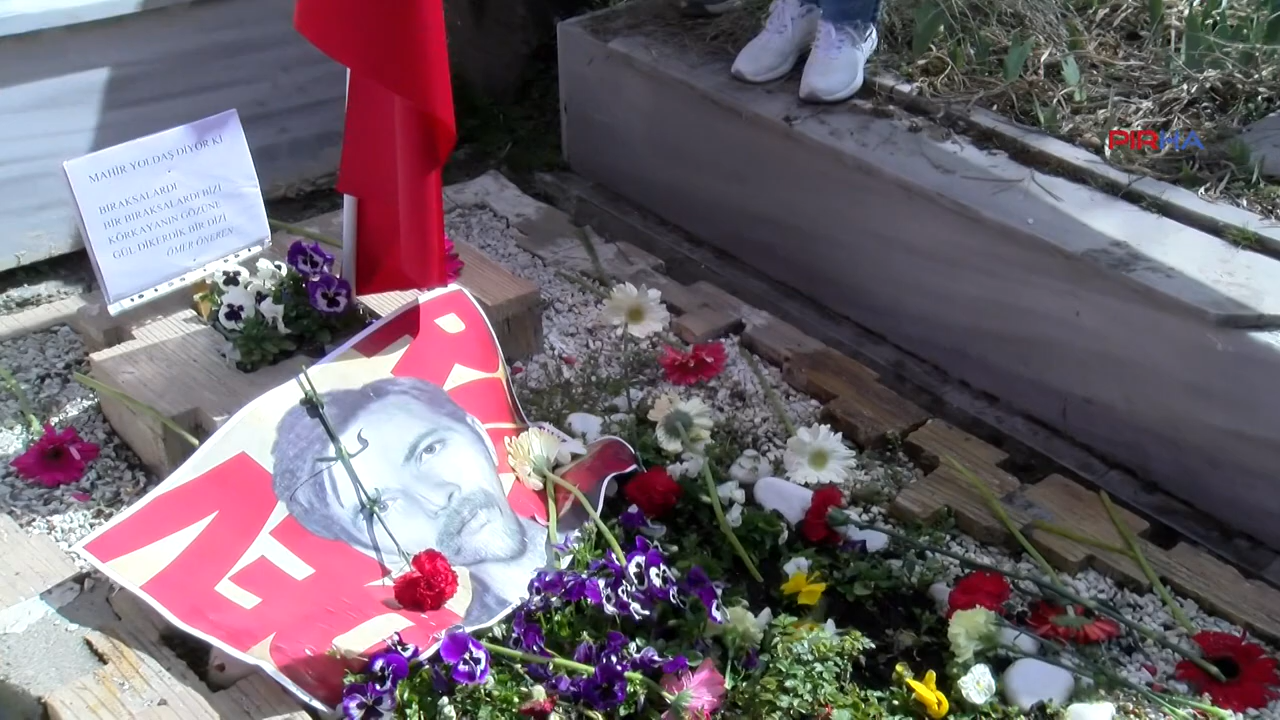 MAHİR YOLDAŞ DİYOR Kİ
BIRAKSALARDI
BİR BIRAKSALARDI BİZİ
KÖRKAYANIN GÖZÜNE
GÜL DİKERDİK BİR DİZİ
ÖMER ÖNEREN
PIRHA